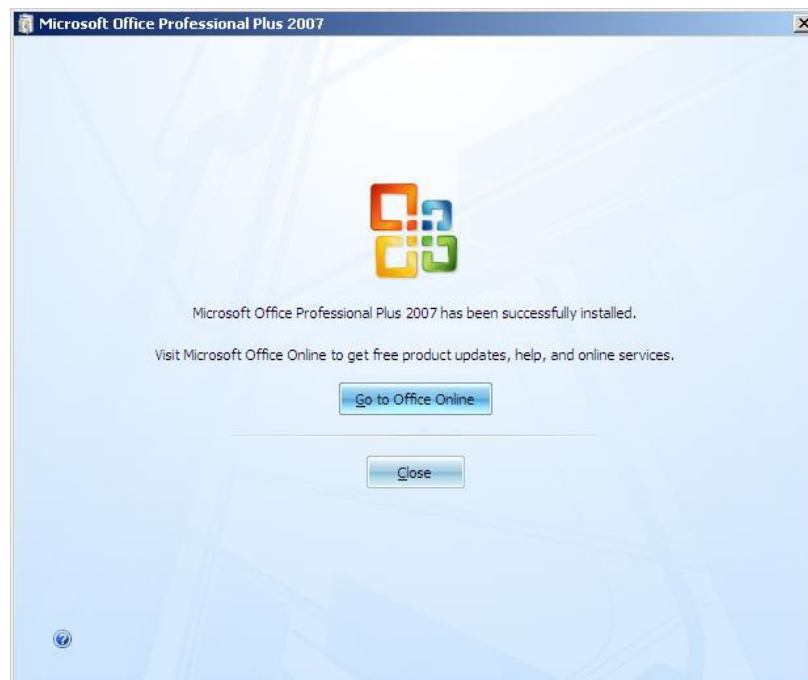 Microsoft Office Professional Plus 2007
Microsoft Office Professional Plus 2007 has been successfully installed.
Visit Microsoft Office Online to get free product updates, help, and online services.
Go to Office Online
Close